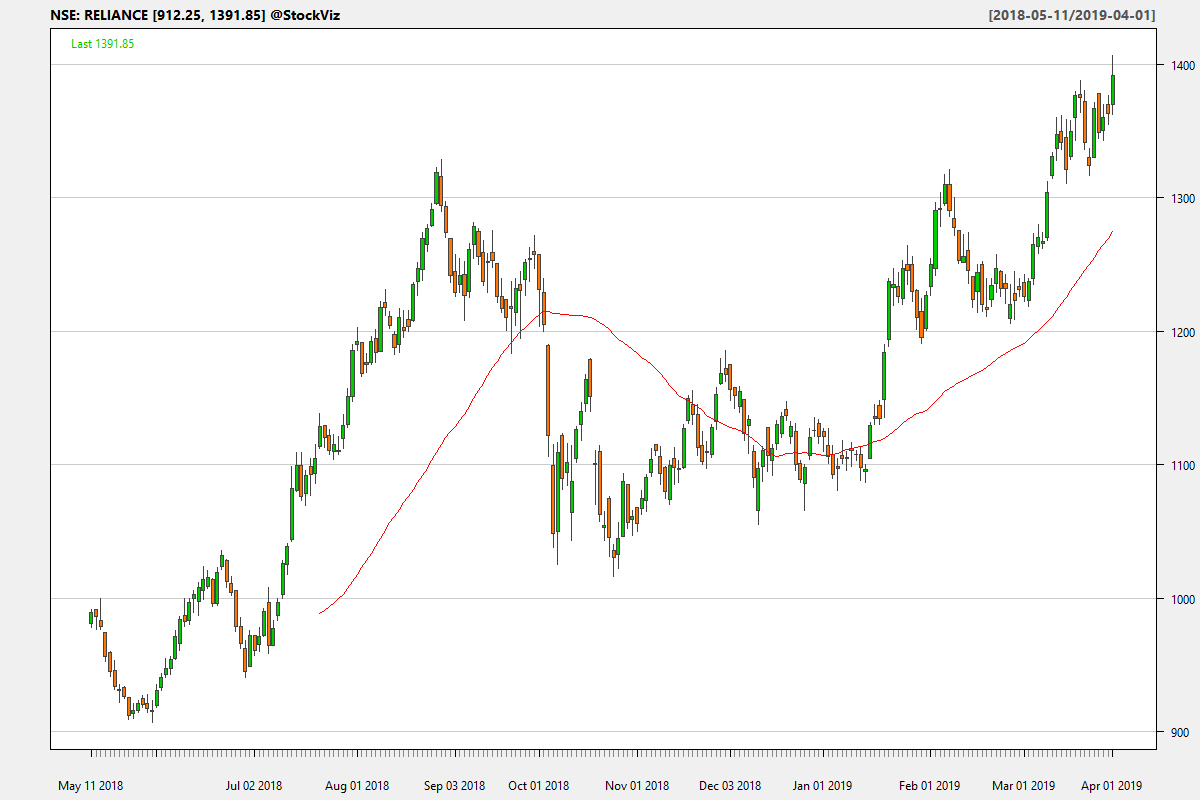 NSE: RELIANCE [912.25, 1391.85] @StockViz [2018-05-11/2019-04-01]
Last 1391.85
1400
1300
1200
1100
1000
900
May 11 2018 Jul 02 2018 Aug 01 2018 Sep 03 2018 Oct 01 2018 Nov 01 2018 Dec 03 2018 Jan 01 2019 Feb 01 2019 Mar 01 2019 Apr 01 2019